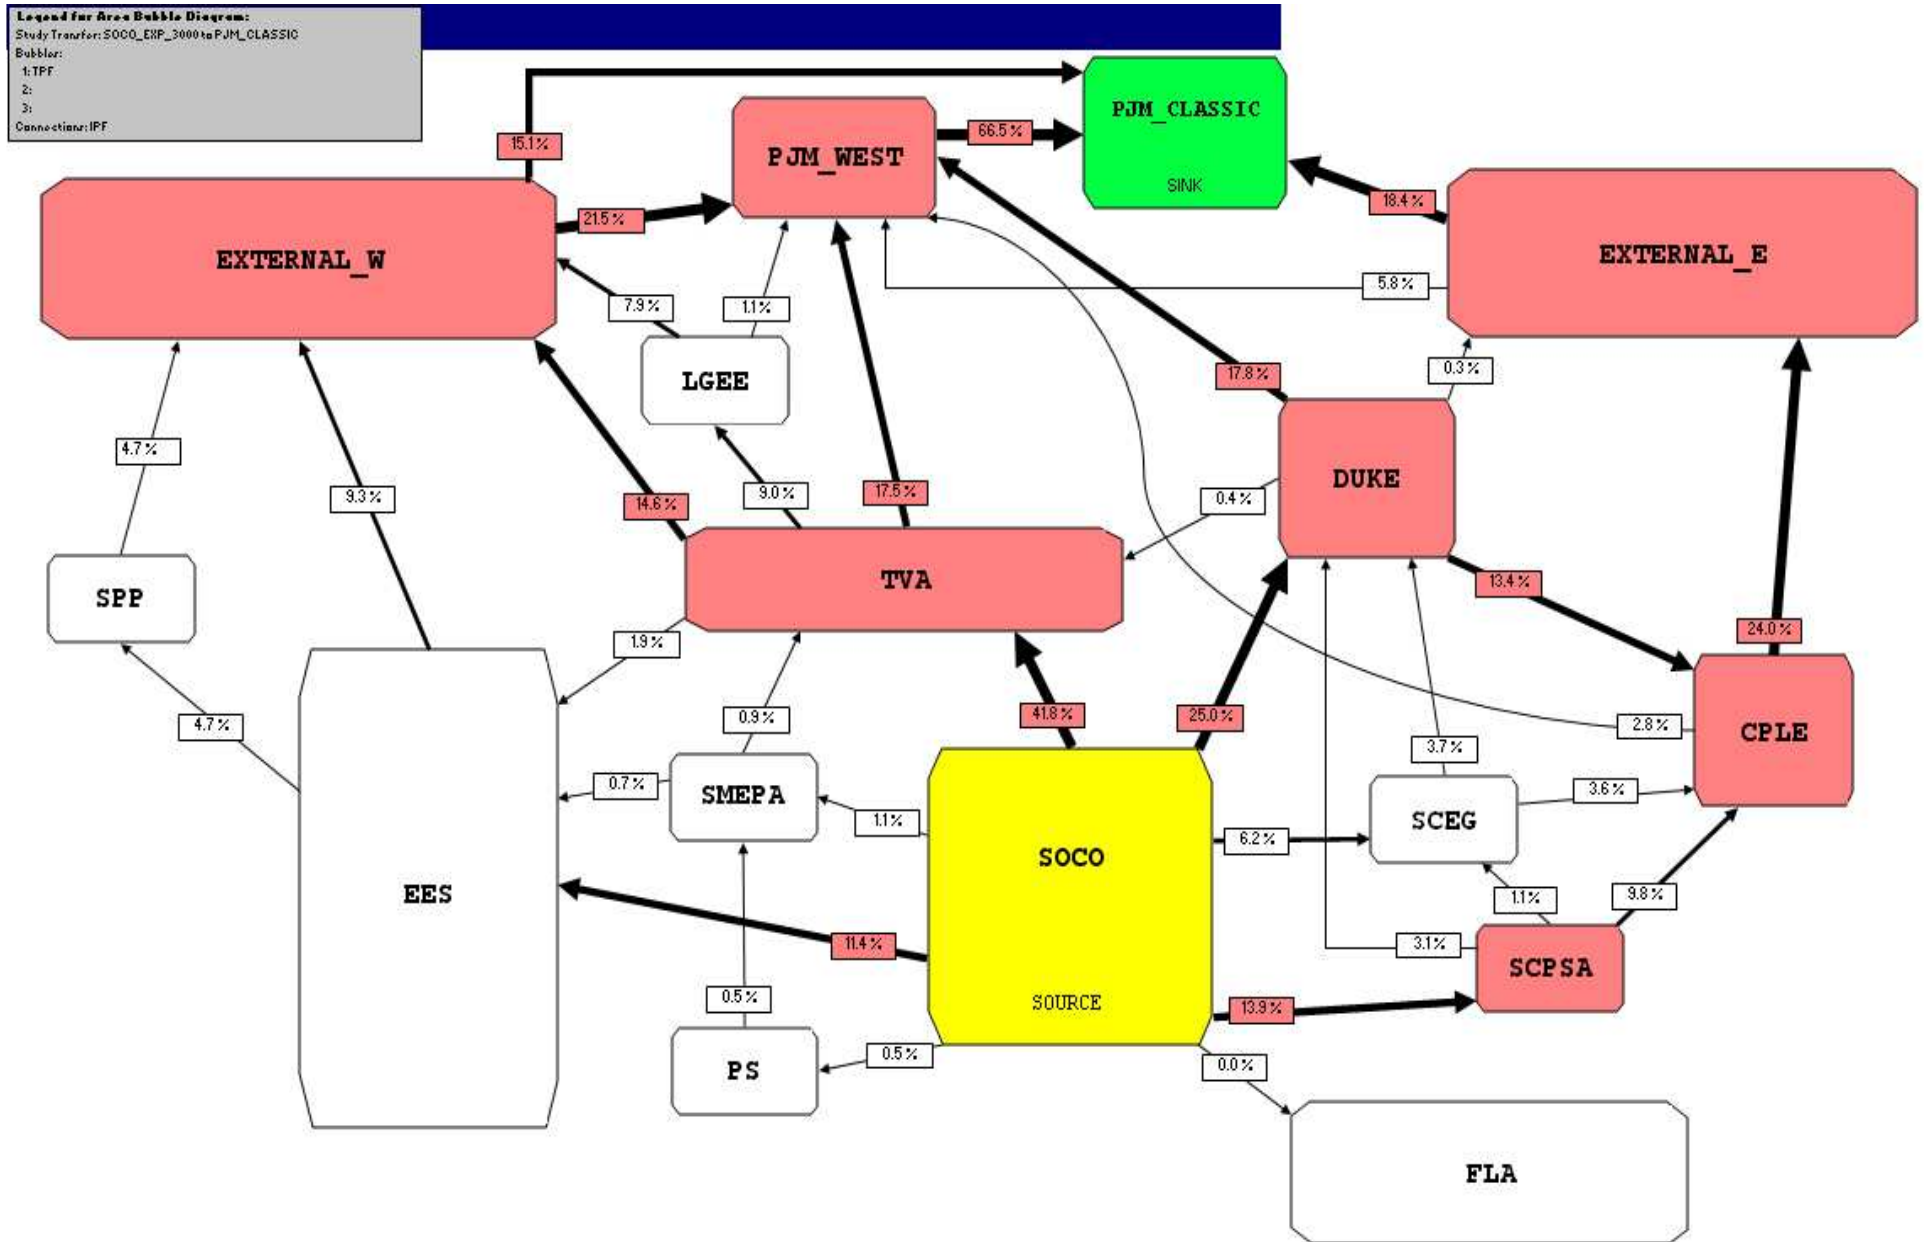 Legend for Area Bubble Diagram:
Study Transfer: SOCO_EXP_3000 to PJM_CLASSIC
Bubbles:
1: TPF
2:
3:
Connections: IPF
PJM_CLASSIC
SINK
PJM_WEST
66.5%
15.1%
18.4%
21.5%
EXTERNAL_W
EXTERNAL_E
5.8%
7.9%
1.1%
LGEE
17.8%
0.3%
4.7%
9.3%
14.6%
9.0%
17.5%
0.4%
DUKE
TVA
13.4%
SPP
1.9%
24.0%
4.7%
0.9%
41.8%
25.0%
2.8%
CPLE
3.7%
0.7%
SMEPA
1.1%
3.6%
SCEG
6.2%
SOCO
EES
1.1%
9.8%
11.4%
3.1%
SCPSA
0.5%
SOURCE
13.9%
PS
0.5%
0.0%
FLA